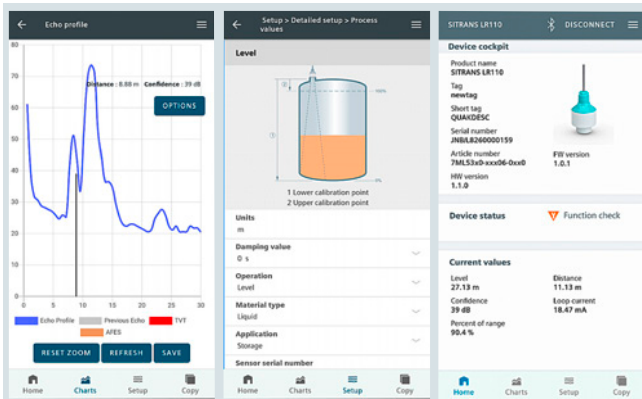 Echo profile
80
70
60
50
40
30
20
10
0
0 5 10 15 20 25 30
Distance : 8.88 m Confidence : 39 dB
OPTIONS
Echo Profile Previous Echo TVT
AFES
RESET ZOOM REFRESH SAVE
Home Charts Setup Copy
Setup > Detailed setup > Process
values
Level
100%
0%
1 Lower calibration point
2 Upper calibration point
Units
m
Damping value
0 s
Operation
Level
Material type
Liquid
Application
Storage
Sensor serial number
Home Charts Setup Copy
SITRANS LR110 DISCONNECT
Device cockpit
Product name
SITRANS LR110
Tag
newtag
Short tag
QUAKDESC
Serial number
JNB/L8260000159
Article number
7ML53x0-xxx06-0xx0
HW version
1.1.0
FW version
1.0.1
Device status
Function check
Current values
Level
27.13 m
Distance
11.13 m
Confidence
39 dB
Loop current
18.47 mA
Percent of range
90.4 %
Home Charts Setup Copy